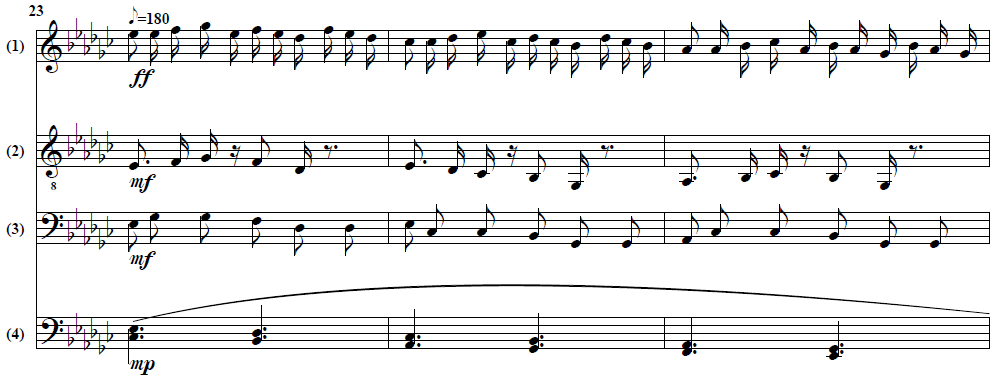 23
♪=180
(1)
ff
(2)
8
mf
(3)
mf
(4)
mp